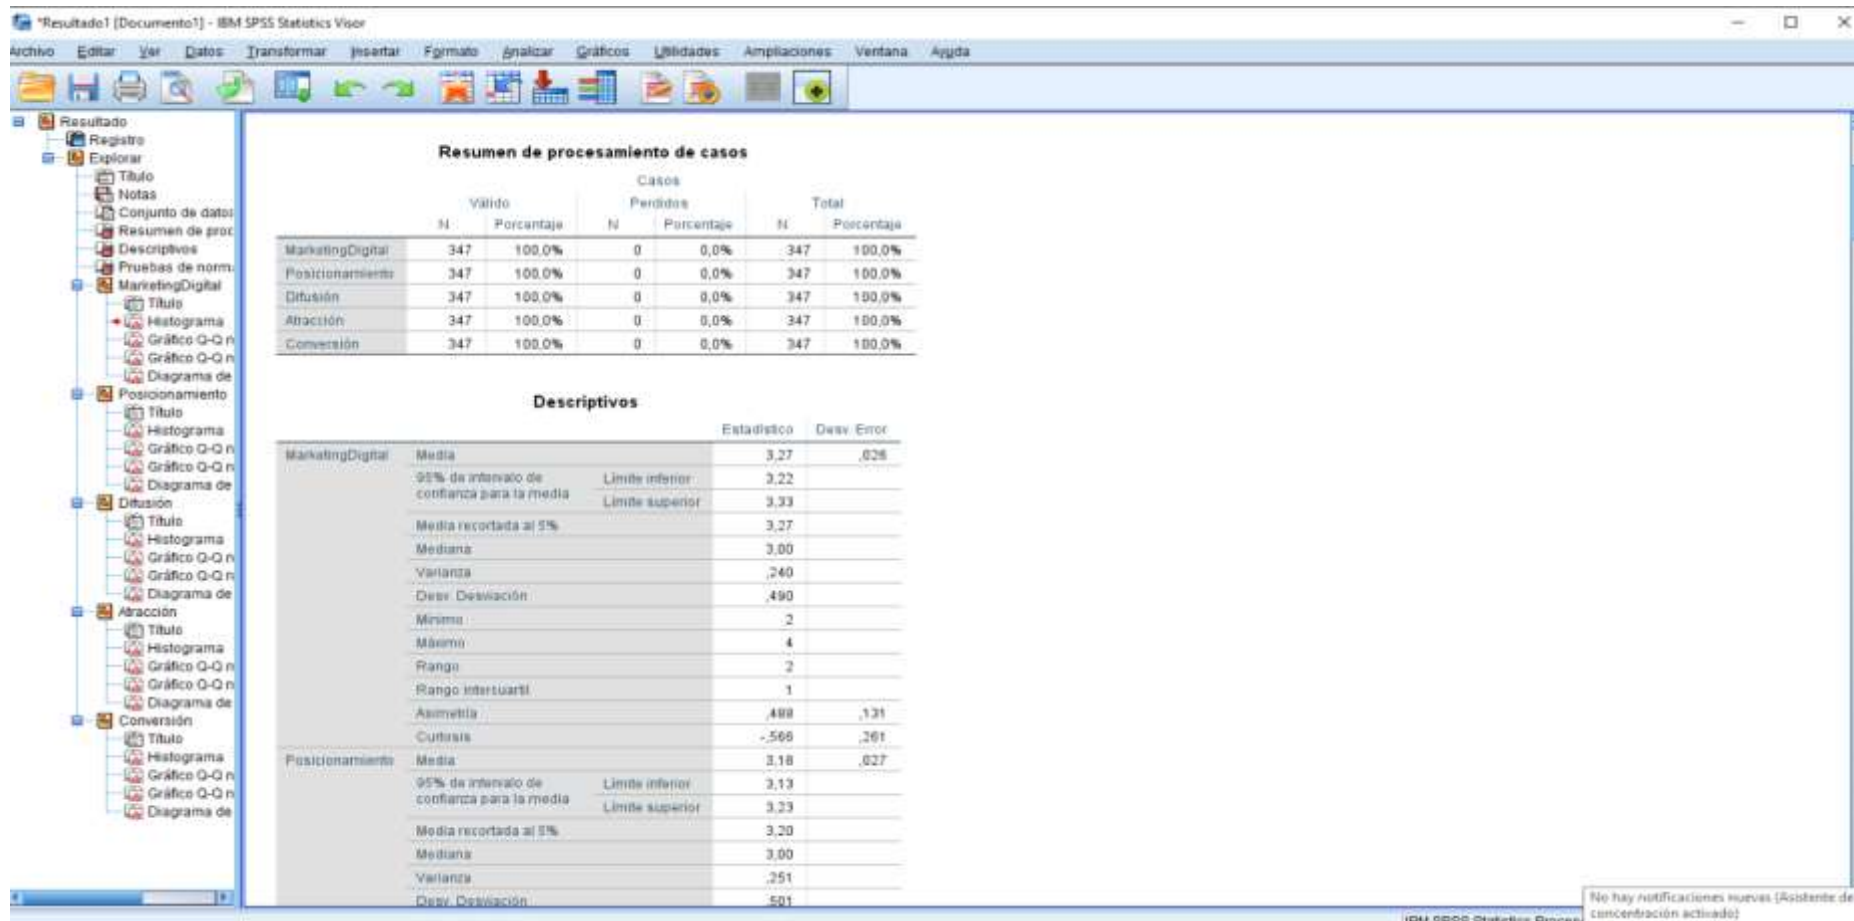 *Resultado1 [Documento1] - IBM SPSS Statistics Visor
Archivo Editar Ver Datos Transformar Insertar Formato Analizar Gráficos Utilidades Ampliaciones Ventana Ayuda
Resultado
Registro
Explorar
Título
Notas
Conjunto de datos
Resumen de proc
Descriptivos
Pruebas de norm
MarketingDigital
Título
Histograma
Gráfico Q-Q n
Gráfico Q-Q n
Diagrama de
Posicionamiento
Título
Histograma
Gráfico Q-Q n
Gráfico Q-Q n
Diagrama de
Difusión
Título
Histograma
Gráfico Q-Q n
Gráfico Q-Q n
Diagrama de
Atracción
Título
Histograma
Gráfico Q-Q n
Gráfico Q-Q n
Diagrama de
Conversión
Título
Histograma
Gráfico Q-Q n
Gráfico Q-Q n
Diagrama de
Resumen de procesamiento de casos
Casos
Válido Perdidos Total
N Porcentaje N Porcentaje N Porcentaje
MarketingDigital 347 100,0% 0 0,0% 347 100,0%
Posicionamiento 347 100,0% 0 0,0% 347 100,0%
Difusión 347 100,0% 0 0,0% 347 100,0%
Atracción 347 100,0% 0 0,0% 347 100,0%
Conversión 347 100,0% 0 0,0% 347 100,0%
Descriptivos
Estadístico Desv. Error
MarketingDigital Media 3,27 ,026
95% de intervalo de confianza para la media Límite inferior 3,22
Límite superior 3,33
Media recortada al 5% 3,27
Mediana 3,00
Varianza ,240
Desv. Desviación ,490
Mínimo 2
Máximo 4
Rango 2
Rango intercuartil 1
Asimetría ,488 ,131
Curtosis -,566 ,261
Posicionamiento Media 3,18 ,027
95% de intervalo de confianza para la media Límite inferior 3,13
Límite superior 3,23
Media recortada al 5% 3,20
Mediana 3,00
Varianza ,251
Desv. Desviación ,501
No hay notificaciones nuevas (Asistente de
concentración activado)
IBM SPSS Statistics